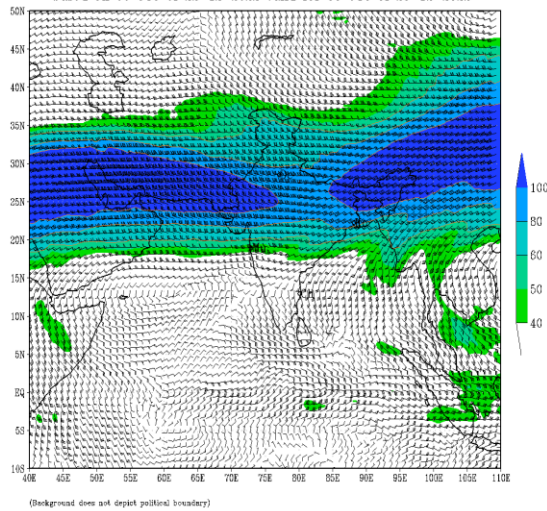 50N
45N
40N
35N
30N
25N
20N
15N
10N
5N
EQ
5S
10S
40E 45E 50E 55E 60E 65E 70E 75E 80E 85E 90E 95E 100E 105E 110E
100
80
60
50
40
(Background does not depict political boundary)